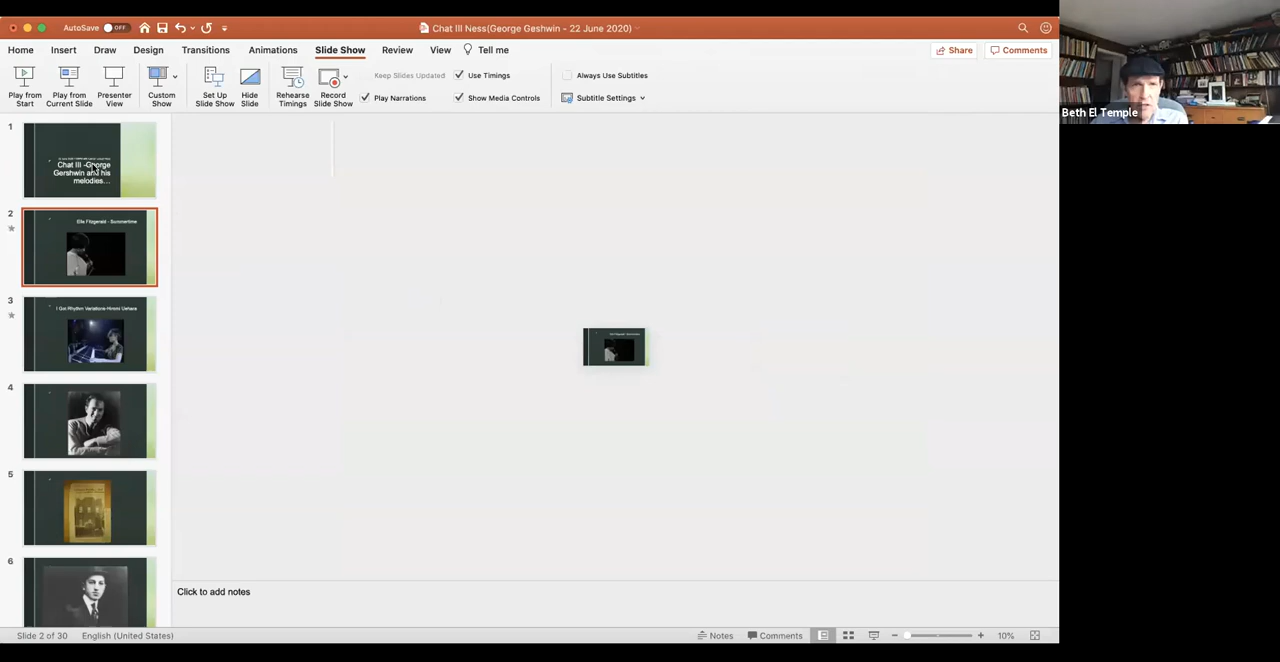 AutoSave OFF
Chat III Ness(George Geshwin - 22 June 2020)
Home Insert Draw Design Transitions Animations Slide Show Review View Tell me
Share Comments
Play from Start
Play from Current Slide
Presenter View
Custom Show
Set Up Slide Show
Hide Slide
Rehearse Timings
Record Slide Show
Keep Slides Updated
Use Timings
Play Narrations
Show Media Controls
Always Use Subtitles
Subtitle Settings
Beth El Temple
1
Chat III -George
Gershwin and his
melodies...
2
Ella Fitzgerald - Summertime
3
I Got Rhythm Variations-Hiromi Uehara
4
5
6
Click to add notes
Slide 2 of 30 English (United States)
Notes Comments 10%